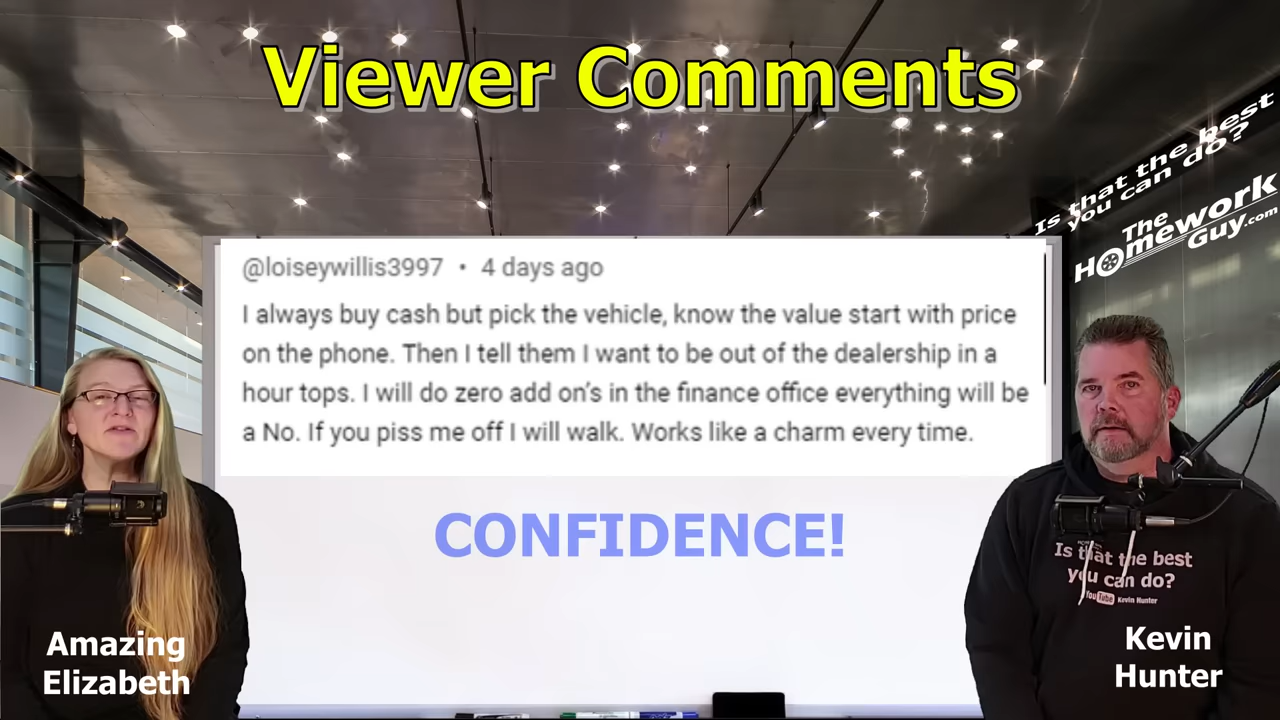 Viewer Comments
Is that the best
you can do?
The
Homework
Guy.com
@loiseywillis3997 • 4 days ago
I always buy cash but pick the vehicle, know the value start with price
on the phone. Then I tell them I want to be out of the dealership in a
hour tops. I will do zero add on's in the finance office everything will be
a No. If you piss me off I will walk. Works like a charm every time.
CONFIDENCE!
Is that the best
you can do?
YouTube Kevin Hunter
Amazing
Elizabeth
Kevin
Hunter